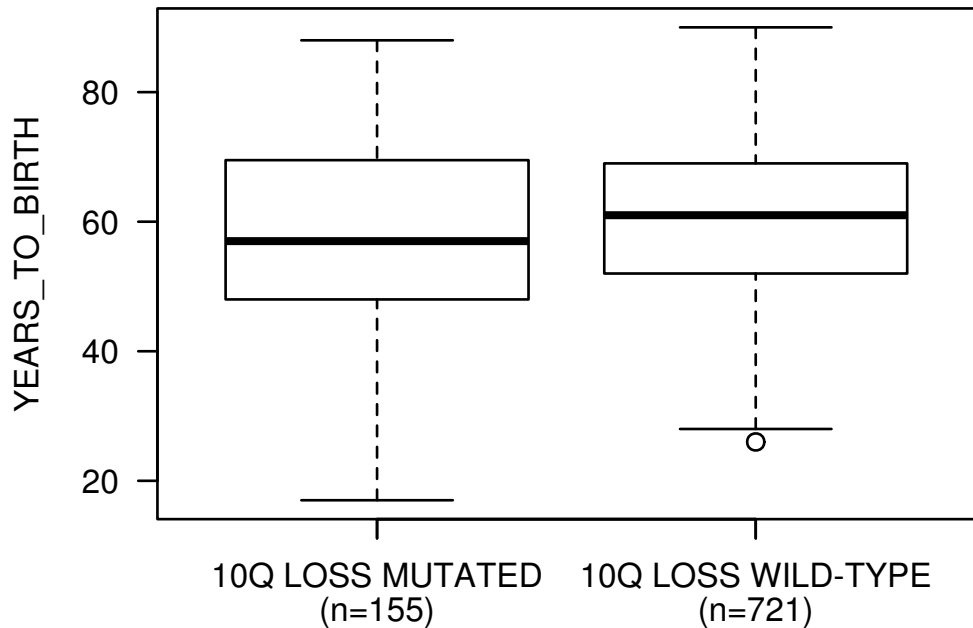 YEARS_TO_BIRTH
80
60
40
20
10Q LOSS MUTATED
(n=155)
10Q LOSS WILD-TYPE
(n=721)